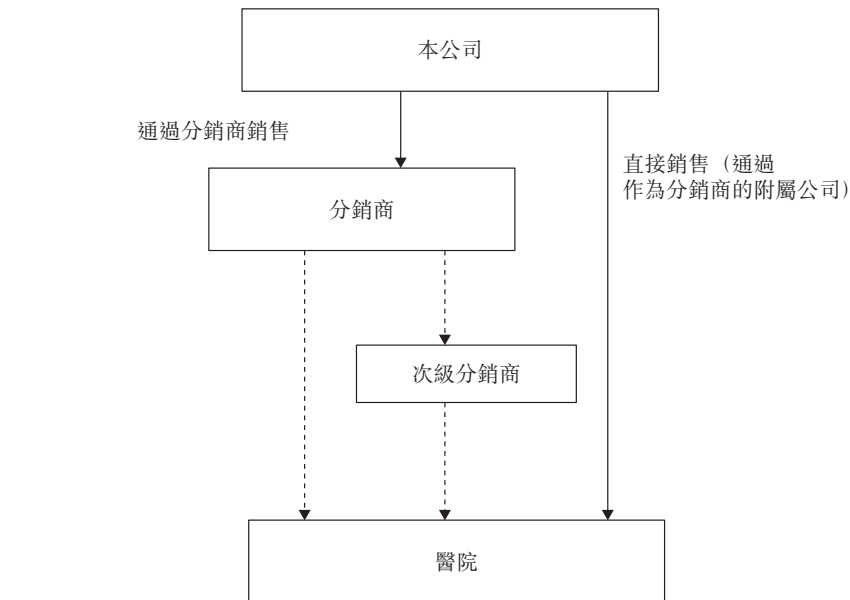 本公司
通過分銷商銷售
直接銷售（通過
作為分銷商的附屬公司）
分銷商
次級分銷商
醫院